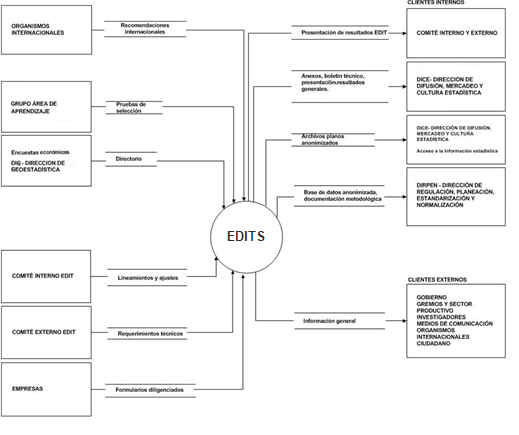 ORGANISMOS
INTERNACIONALES
Recomendaciones
internacionales
GRUPO ÁREA DE
APRENDIZAJE
Pruebas de
selección
Encuestas económicas
DIG - DIRECCION DE
GEOESTADISTICA
Directorio
COMITÉ INTERNO EDIT
Lineamientos y ajustes
COMITÉ EXTERNO EDIT
Requerimientos técnicos
EMPRESAS
Formularios diligenciados
EDITS
CLIENTES INTERNOS
Presentación de resultados EDIT
COMITÉ INTERNO Y EXTERNO
Anexos, boletín técnico,
presentación.resultados
generales.
DICE- DIRECCIÓN DE
DIFUSIÓN, MERCADEO Y
CULTURA ESTADÍSTICA
Archivos planos
anonimizados
DICE- DIRECCIÓN DE DIFUSIÓN,
MERCADEO Y CULTURA
ESTADÍSTICA
Acceso a la información estadística
Base de datos anonimizada,
documentación metodológica
DIRPEN - DIRECCIÓN DE
REGULACIÓN, PLANEACIÓN,
ESTANDARIZACIÓN Y
NORMALIZACIÓN
CLIENTES EXTERNOS
Información general
GOBIERNO
GREMIOS Y SECTOR
PRODUCTIVO
INVESTIGADORES
MEDIOS DE COMUNICACIÓN
ORGANISMOS
INTERNACIONALES
CIUDADANO